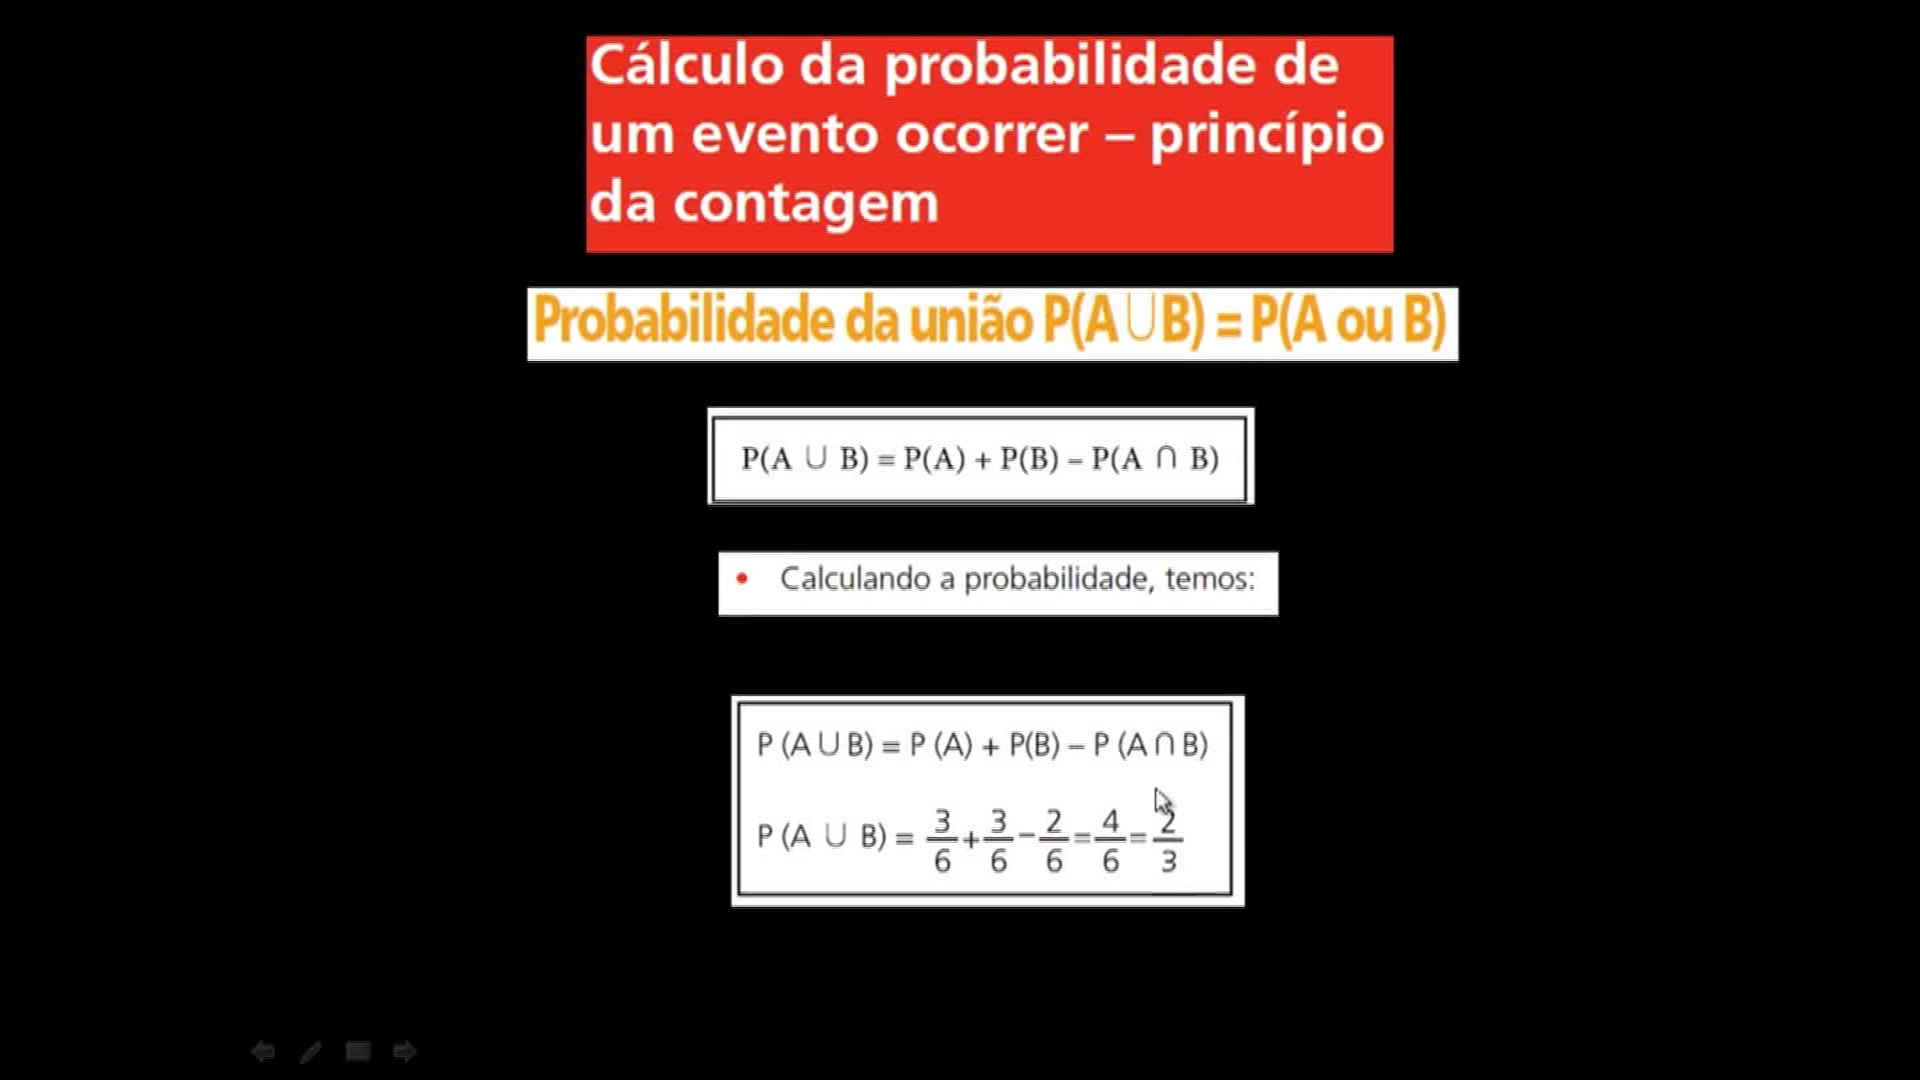 Cálculo da probabilidade de
um evento ocorrer – princípio
da contagem
Probabilidade da união P(A∪B) = P(A ou B)
P(A ∪ B) = P(A) + P(B) – P(A ∩ B)
• Calculando a probabilidade, temos:
P (A∪B) = P (A) + P(B) – P (A∩B)
P (A ∪ B) = 3/6 + 3/6 – 2/6 = 4/6 = 2/3